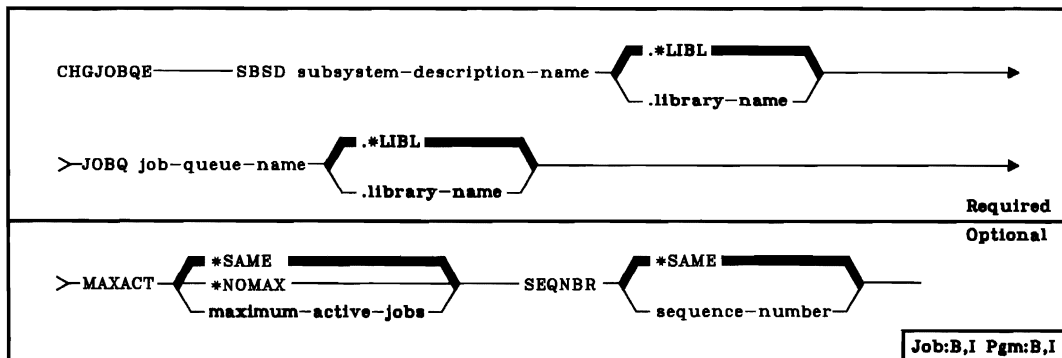 .*LIBL
CHGJOBQE SBSD subsystem-description-name
.library-name
.*LIBL
JOBQ job-queue-name
.library-name
Required
Optional
*SAME *SAME
MAXACT *NOMAX SEQNBR
maximum-active-jobs sequence-number
Job:B,I Pgm:B,I